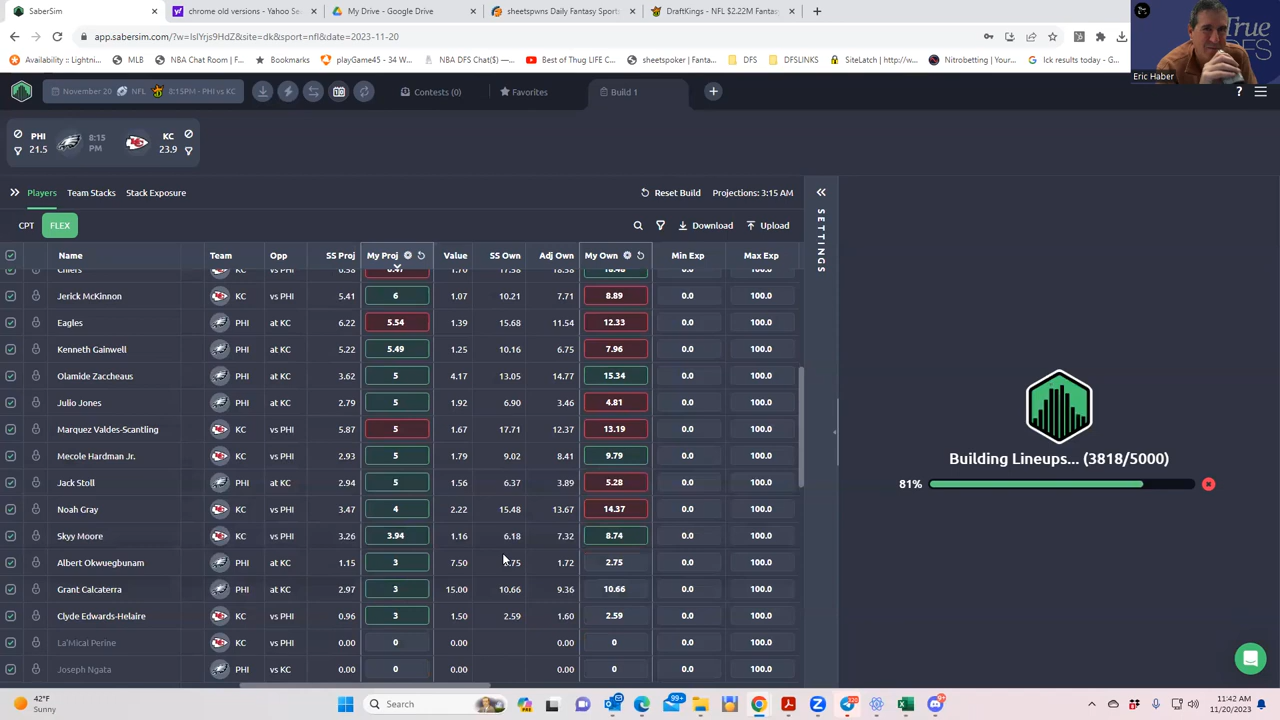 SaberSim
chrome old versions - Yahoo Se
My Drive - Google Drive
sheetspwns Daily Fantasy Sport
DraftKings - NFL $2.22M Fantas
True
DFS
Eric Haber
app.sabersim.com/?w=IsIYrjs9HdZ&site=dk&sport=nfl&date=2023-11-20
Availability :: Lightni...
MLB
NBA Chat Room |
playGame45 - 34 W...
NBA DFS Chat($) —...
Best of Thug LIFE C...
sheetspoker | Fanta...
DFS
DFSLINKS
SiteLatch | http://w...
Nitrobetting | Your...
Ick results today - G...
November 20
NFL
8:15PM - PHI vs KC
Contests (0)
Favorites
Build 1
PHI
21.5
8:15
PM
KC
23.9
Players
Team Stacks
Stack Exposure
Reset Build
Projections: 3:15 AM
CPT
FLEX
Download
Upload
SETTINGS
Name Team Opp SS Proj My Proj Value SS Own Adj Own My Own Min Exp Max Exp
Chiefs
Jerick McKinnon KC vs PHI 5.41 6 1.07 10.21 7.71 8.89 0.0 100.0
Eagles PHI at KC 6.22 5.54 1.39 15.68 11.54 12.33 0.0 100.0
Kenneth Gainwell PHI at KC 5.22 5.49 1.25 10.16 6.75 7.96 0.0 100.0
Olamide Zaccheaus PHI at KC 3.62 5 4.17 13.05 14.77 15.34 0.0 100.0
Julio Jones PHI at KC 2.79 5 1.92 6.90 3.46 4.81 0.0 100.0
Marquez Valdes-Scantling KC vs PHI 5.87 5 1.67 17.71 12.37 13.19 0.0 100.0
Mecole Hardman Jr. KC vs PHI 2.93 5 1.79 9.02 8.41 9.79 0.0 100.0
Jack Stoll PHI at KC 2.94 5 1.56 6.37 3.89 5.28 0.0 100.0
Noah Gray KC vs PHI 3.47 4 2.22 15.48 13.67 14.37 0.0 100.0
Skyy Moore KC vs PHI 3.26 3.94 1.16 6.18 7.32 8.74 0.0 100.0
Albert Okwuegbunam PHI at KC 1.15 3 7.50 .75 1.72 2.75 0.0 100.0
Grant Calcaterra PHI at KC 2.97 3 15.00 10.66 9.36 10.66 0.0 100.0
Clyde Edwards-Helaire KC vs PHI 0.96 3 1.50 2.59 1.60 2.59 0.0 100.0
La'Mical Perine KC vs PHI 0.00 0 0.00 0.00 0 0.0 100.0
Joseph Ngata PHI vs KC 0.00 0 0.00 0.00 0 0.0 100.0
Building Lineups... (3818/5000)
81%
42°F
Sunny
Search
99+
11:42 AM
11/20/2023